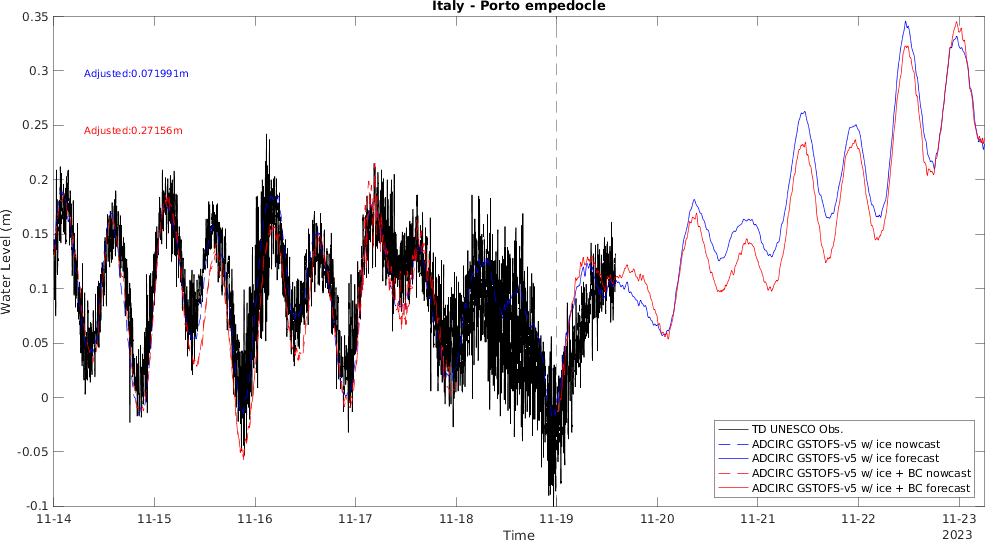 Italy - Porto empedocle
0.35
0.3
0.25
0.2
0.15
0.1
0.05
0
-0.05
-0.1
Water Level (m)
Adjusted:0.071991m
Adjusted:0.27156m
TD UNESCO Obs.
ADCIRC GSTOFS-v5 w/ ice nowcast
ADCIRC GSTOFS-v5 w/ ice forecast
ADCIRC GSTOFS-v5 w/ ice + BC nowcast
ADCIRC GSTOFS-v5 w/ ice + BC forecast
11-14 11-15 11-16 11-17 11-18 11-19 11-20 11-21 11-22 11-23
2023
Time